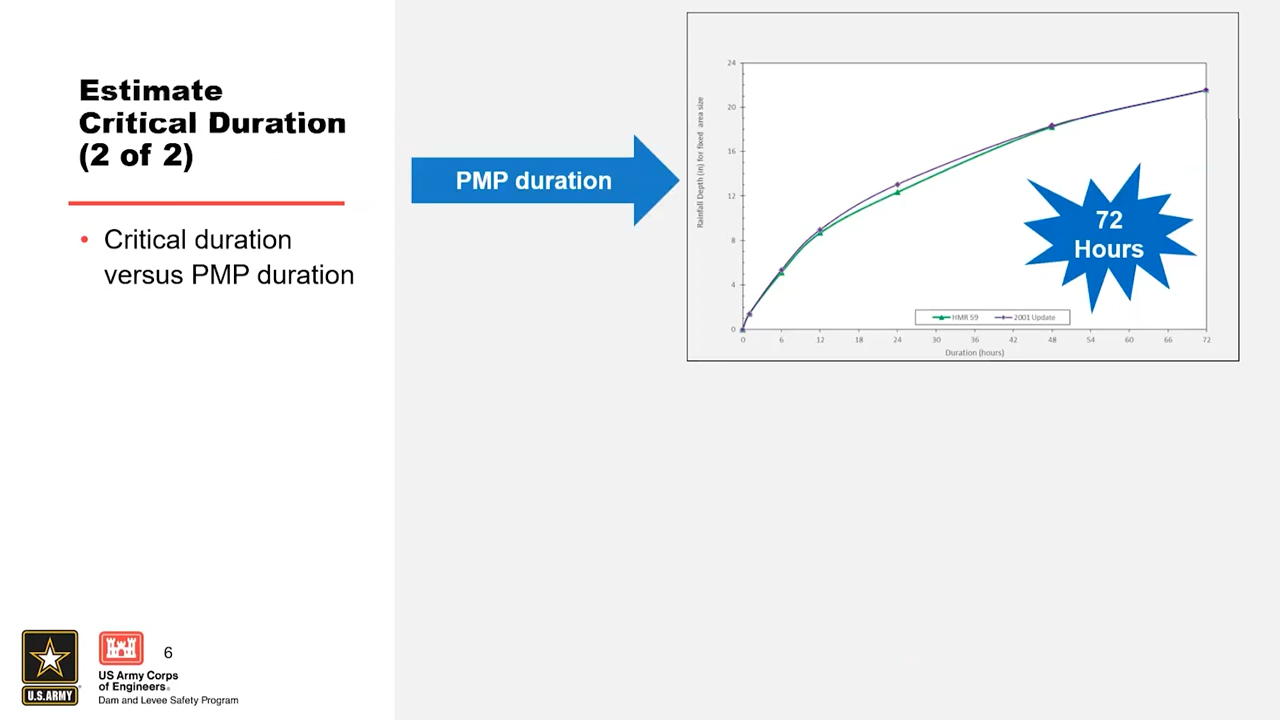 Estimate
Critical Duration
(2 of 2)
• Critical duration
versus PMP duration
PMP duration
Rainfall Depth (in) for fixed area size
24
20
16
12
8
4
0
72
Hours
HMR 59
2001 Update
0 6 12 18 24 30 36 42 48 54 60 66 72
Duration (hours)
U.S. ARMY
6
US Army Corps
of Engineers®
Dam and Levee Safety Program